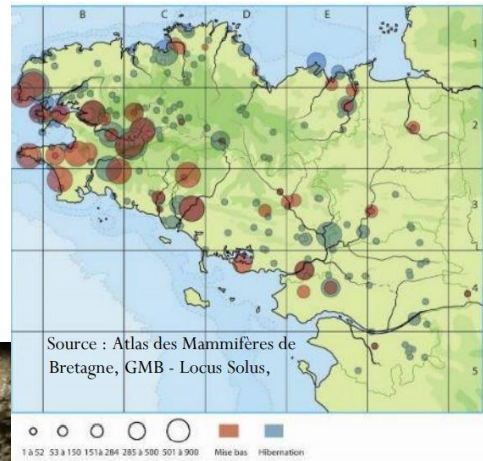 B C D E
1
2
3
4
5
Source : Atlas des Mammifères de
Bretagne, GMB - Locus Solus,
1 à 52 53 à 150 151 à 284 285 à 500 501 à 900 Mise bas Hibernation